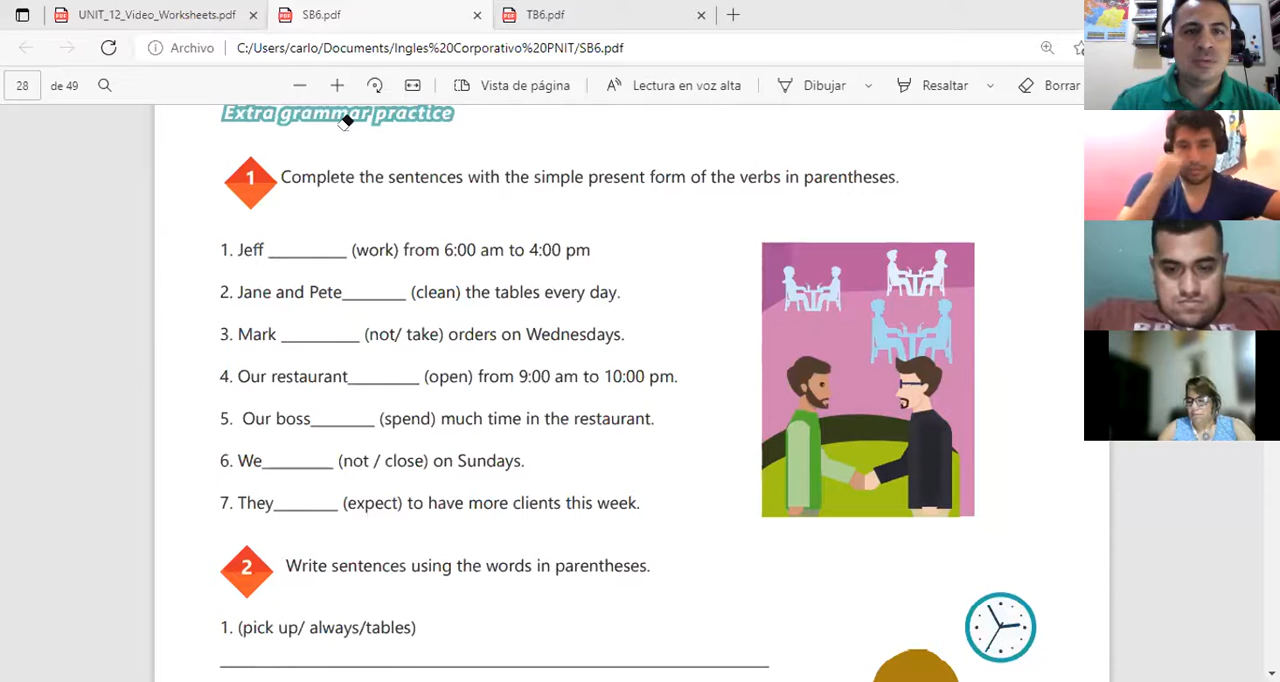 UNIT_12_Video_Worksheets.pdf
SB6.pdf
TB6.pdf
Archivo
C:/Users/carlo/Documents/Ingles%20Corporativo%20PNIT/SB6.pdf
28
de 49
Vista de página
Lectura en voz alta
Dibujar
Resaltar
Borrar
Extra grammar practice
1 Complete the sentences with the simple present form of the verbs in parentheses.
1. Jeff _________ (work) from 6:00 am to 4:00 pm
2. Jane and Pete_______ (clean) the tables every day.
3. Mark _________ (not/ take) orders on Wednesdays.
4. Our restaurant________ (open) from 9:00 am to 10:00 pm.
5. Our boss_______ (spend) much time in the restaurant.
6. We________ (not / close) on Sundays.
7. They_______ (expect) to have more clients this week.
2 Write sentences using the words in parentheses.
1. (pick up/ always/tables)